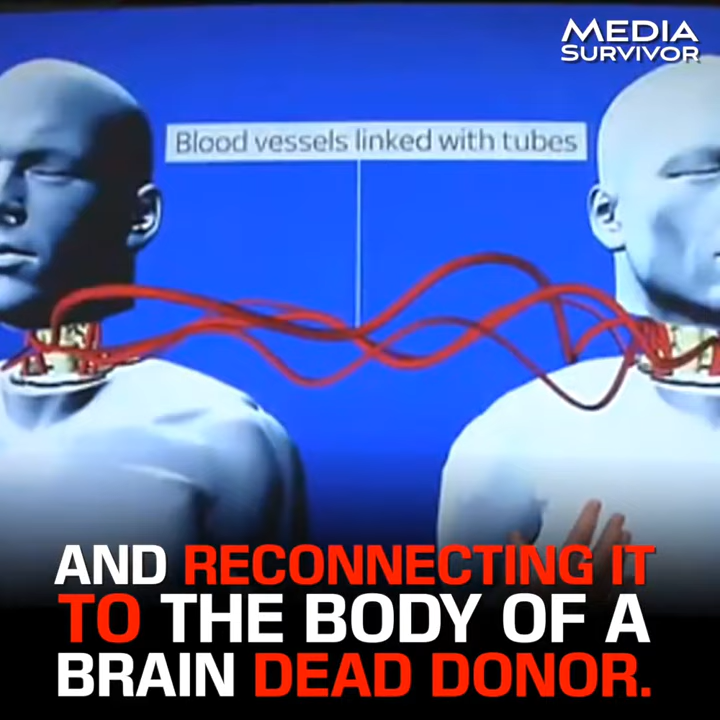 MEDIA
SURVIVOR
Blood vessels linked with tubes
AND RECONNECTING IT
TO THE BODY OF A
BRAIN DEAD DONOR.